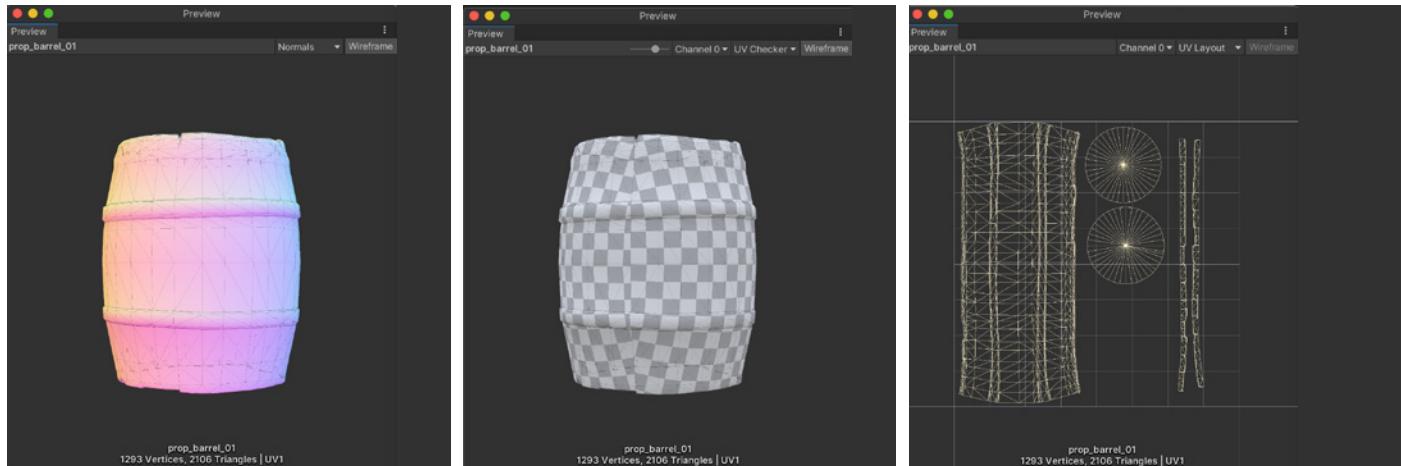 Preview
Preview
prop_barrel_01
Normals
Wireframe
prop_barrel_01
1293 Vertices, 2106 Triangles | UV1
Preview
Preview
prop_barrel_01
Channel 0
UV Checker
Wireframe
prop_barrel_01
1293 Vertices, 2106 Triangles | UV1
Preview
Preview
prop_barrel_01
Channel 0
UV Layout
Wireframe
prop_barrel_01
1293 Vertices, 2106 Triangles | UV1